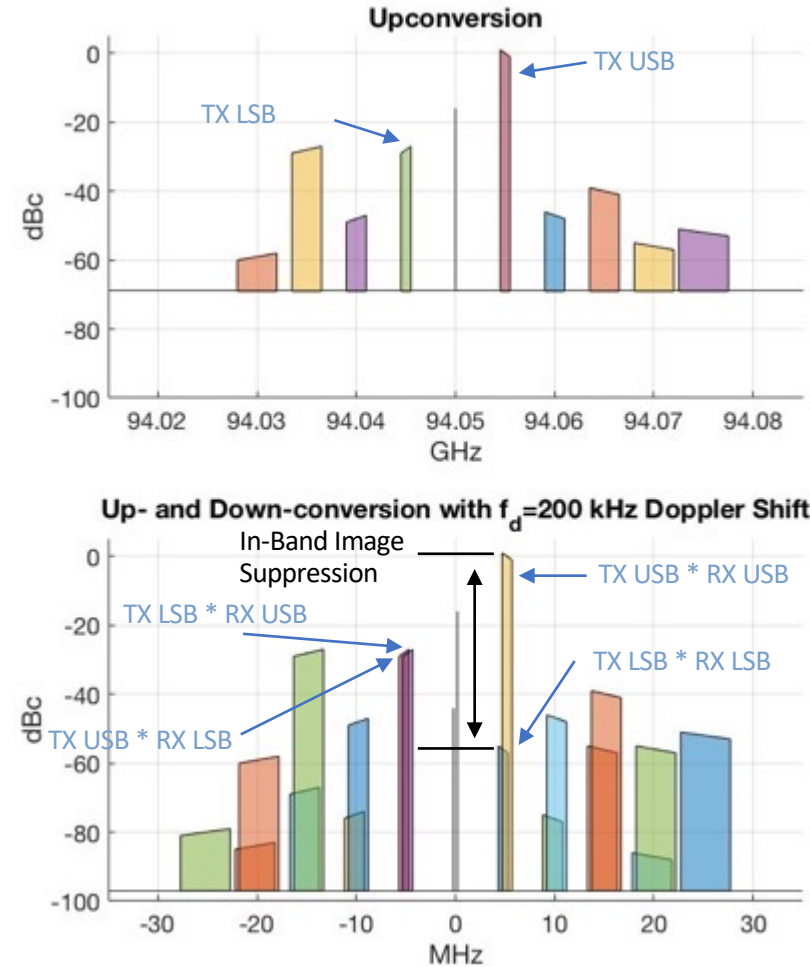 Upconversion
TX USB
TX LSB
dBc
0
-20
-40
-60
-80
-100
94.02 94.03 94.04 94.05 94.06 94.07 94.08
GHz
Up- and Down-conversion with f_d=200 kHz Doppler Shift
In-Band Image
Suppression
TX USB * RX USB
TX LSB * RX USB
TX LSB * RX LSB
TX USB * RX LSB
dBc
0
-20
-40
-60
-80
-100
-30 -20 -10 0 10 20 30
MHz